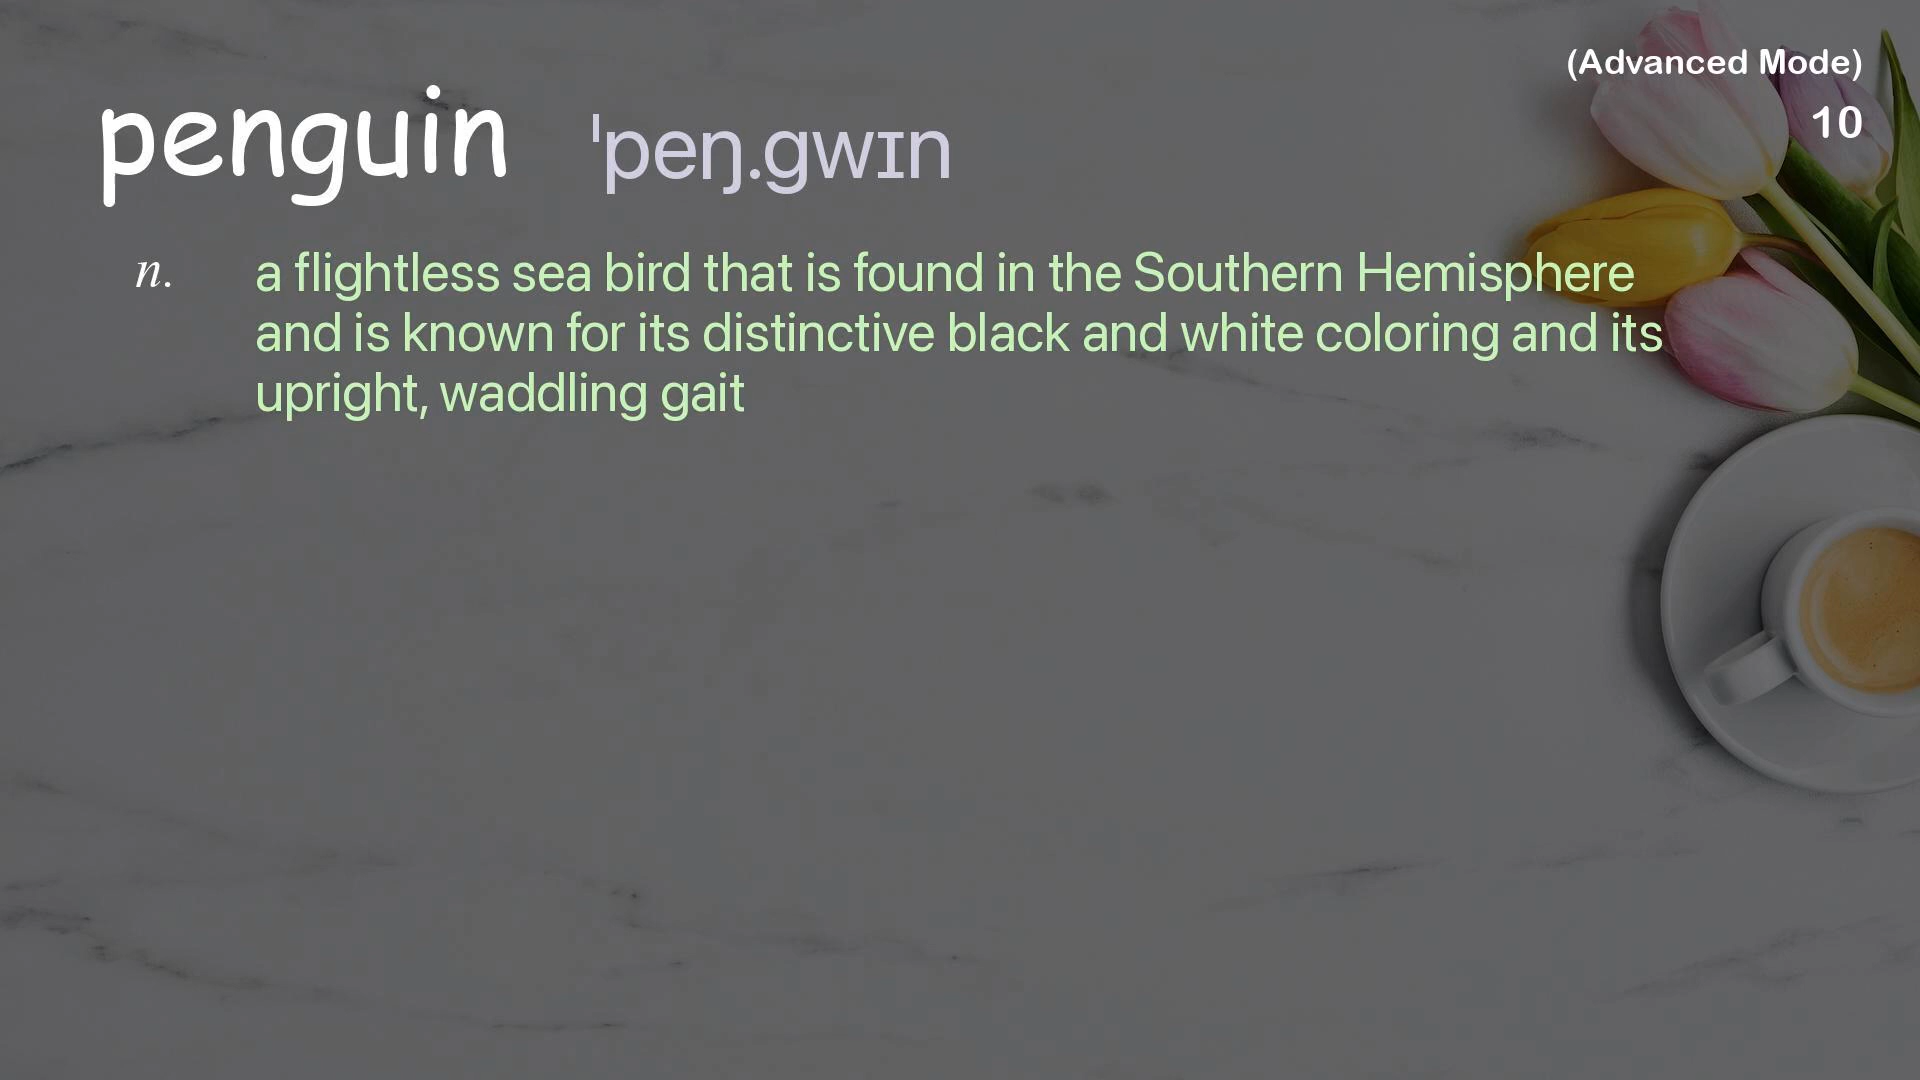 (Advanced Mode)
10
penguin ˈpeŋ.gwɪn
n. a flightless sea bird that is found in the Southern Hemisphere
and is known for its distinctive black and white coloring and its
upright, waddling gait